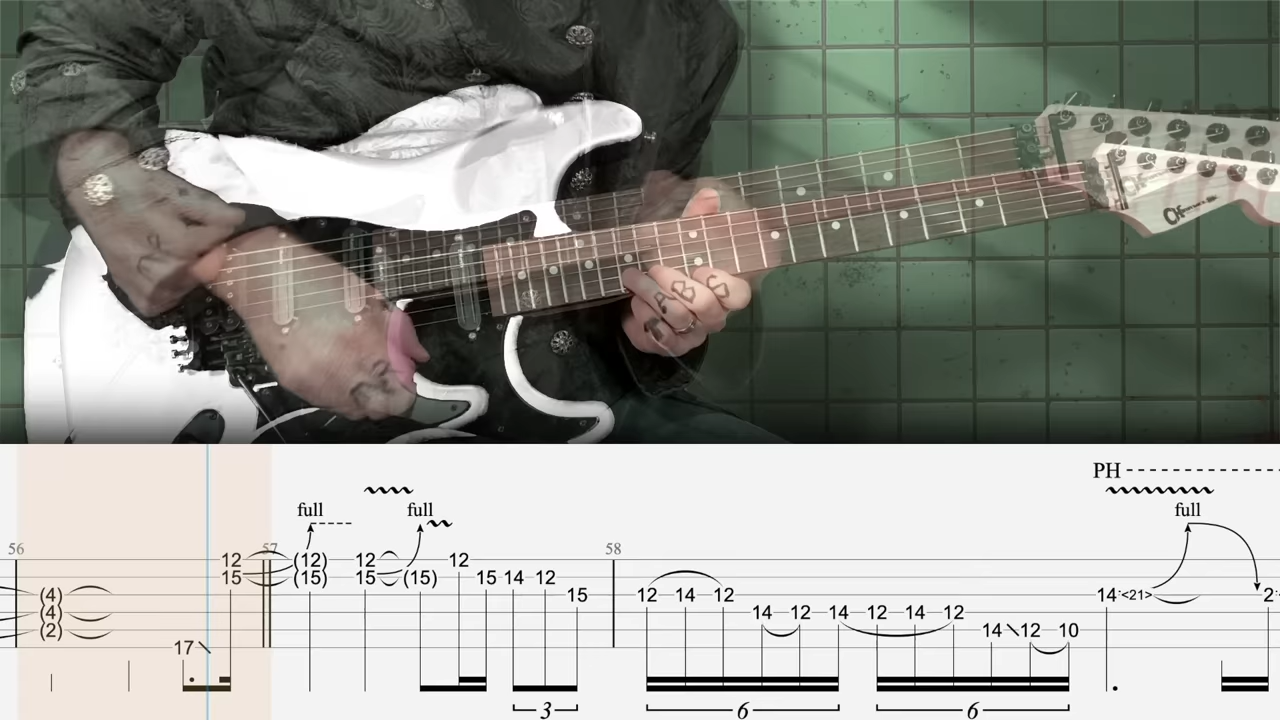 TABS
PH
full full full
56 57 58
12 (12) 12 12
15 (15) 15 (15) 15 14 12
(4) 15 12 14 12 14 <21> 2
(4) 14 12 14 12 14 12
(2) 14 12 10
17
3 6 6